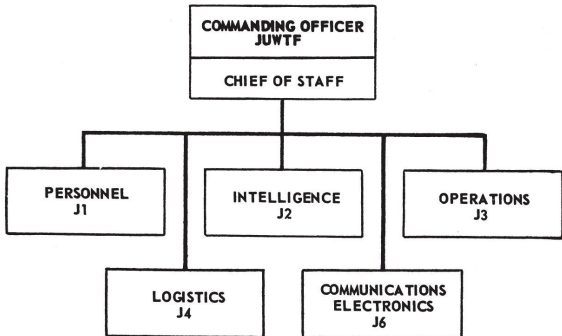 COMMANDING OFFICER
JUWTF
CHIEF OF STAFF
PERSONNEL
J1
INTELLIGENCE
J2
OPERATIONS
J3
LOGISTICS
J4
COMMUNICATIONS
ELECTRONICS
J6